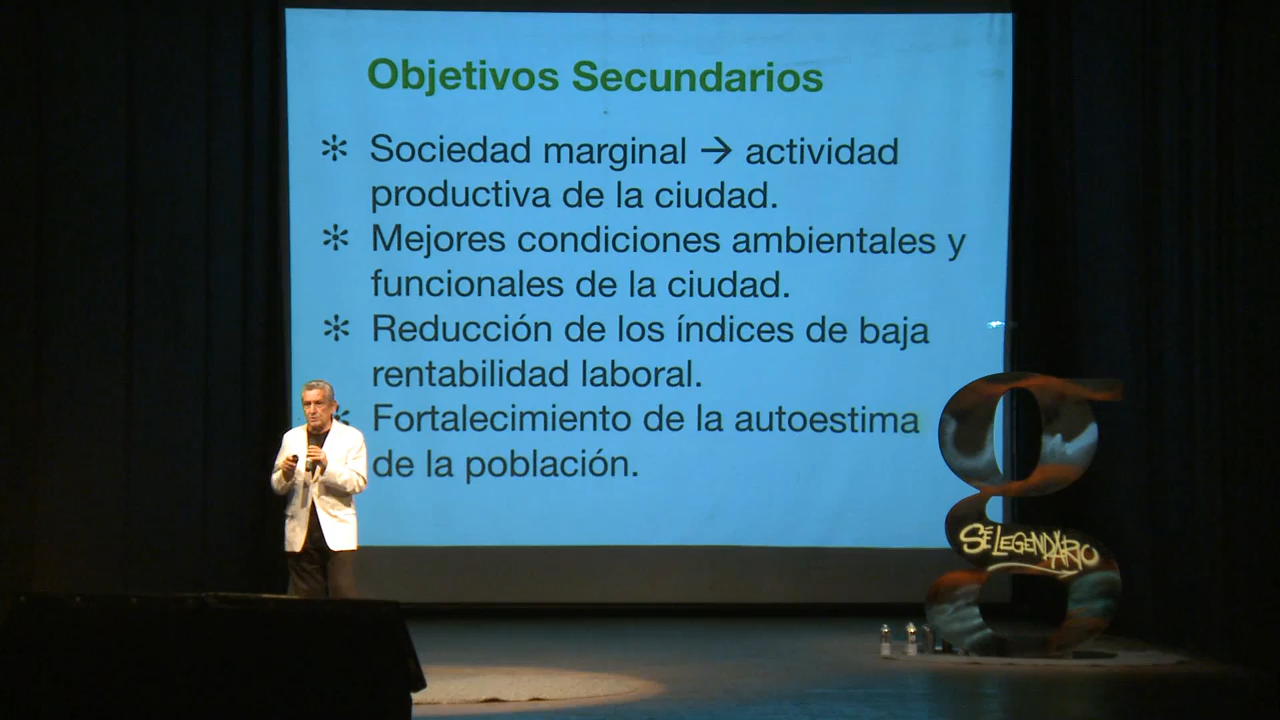 Objetivos Secundarios
✻ Sociedad marginal → actividad
productiva de la ciudad.
✻ Mejores condiciones ambientales y
funcionales de la ciudad.
✻ Reducción de los índices de baja
rentabilidad laboral.
✻ Fortalecimiento de la autoestima
de la población.
g
SÉ LEGENDARIO